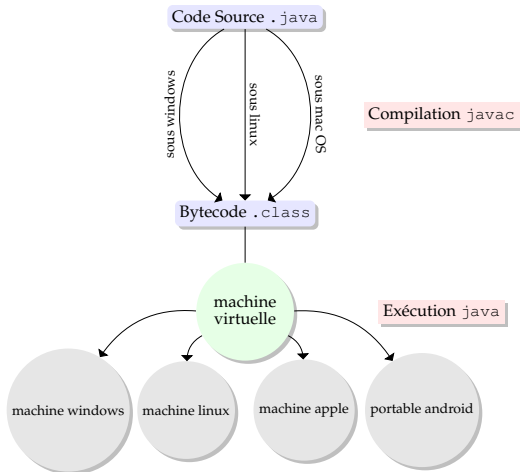 Code Source .java
sous windows
sous linux
sous mac OS
Compilation javac
Bytecode .class
machine
virtuelle
Exécution java
machine windows
machine linux
machine apple
portable android